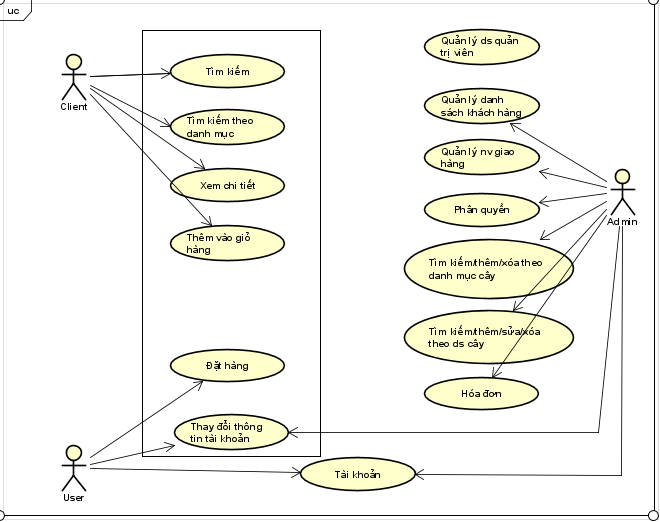 uc
Client
Tìm kiếm
Tìm kiếm theo
danh mục
Xem chi tiết
Thêm vào giỏ
hàng
Đặt hàng
Thay đổi thông
tin tài khoản
User
Tài khoản
Quản lý ds quản
trị viên
Quản lý danh
sách khách hàng
Quản lý nv giao
hàng
Phân quyền
Tìm kiếm/thêm/xóa theo
danh mục cây
Tìm kiếm/thêm/sửa/xóa
theo ds cây
Hóa đơn
Admin